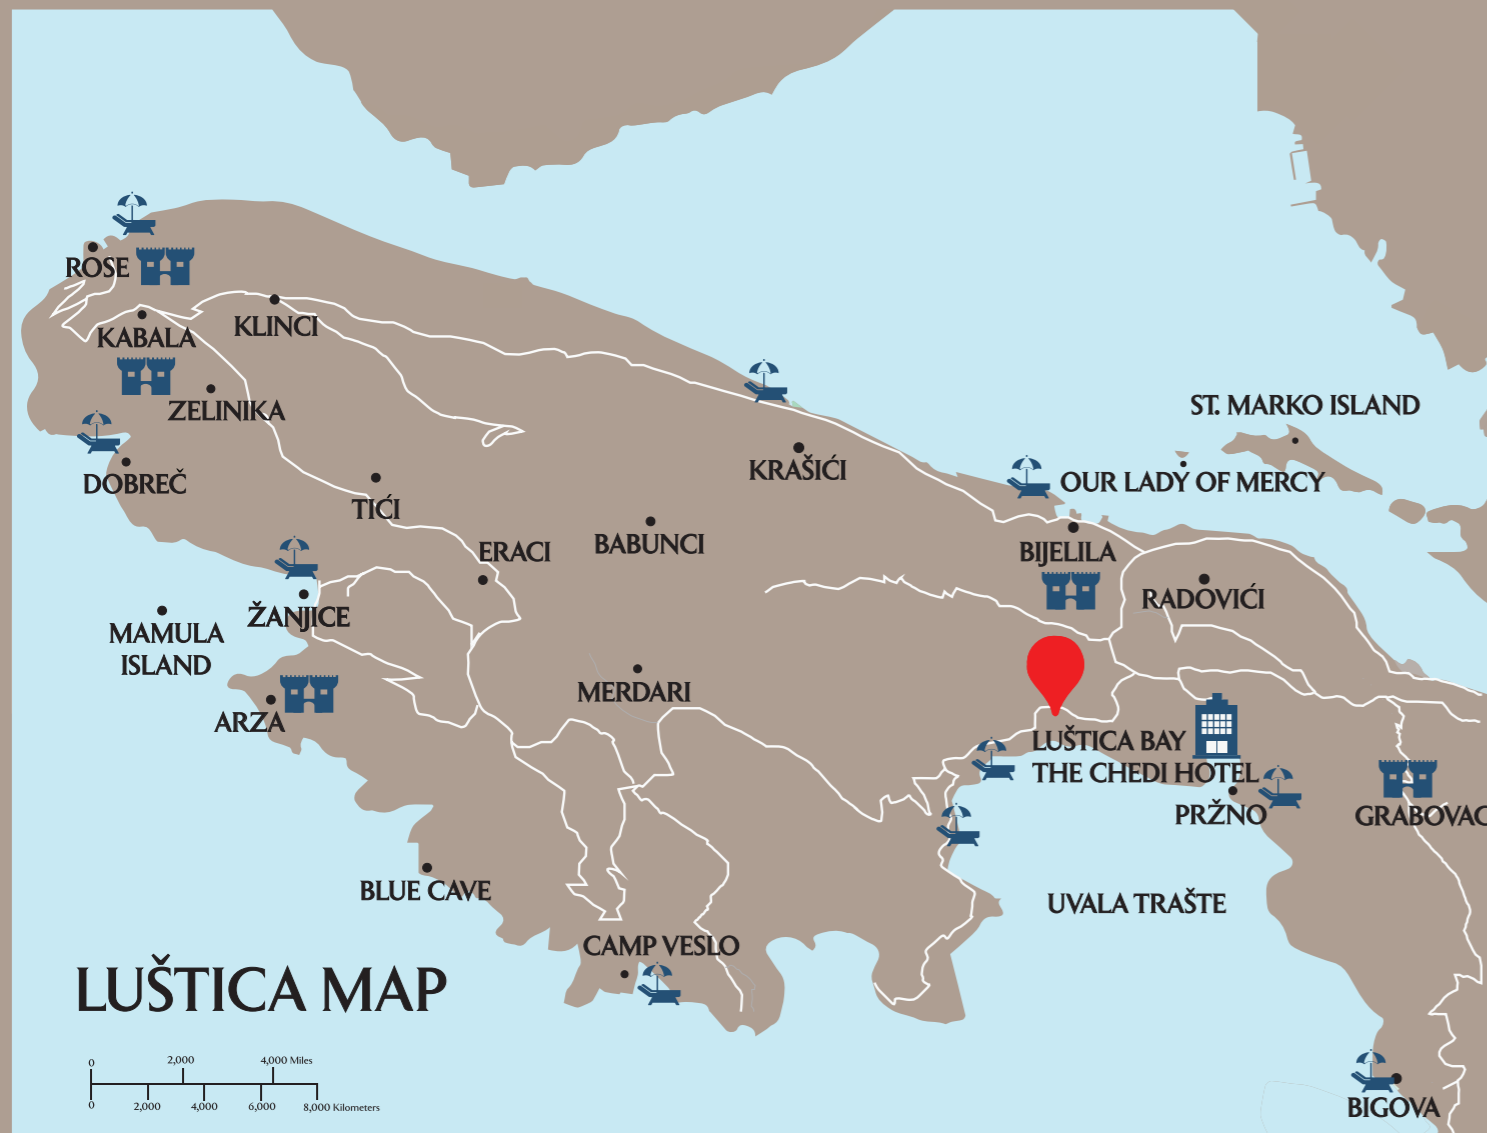 ROSE
KABALA
KLINCI
ZELINIKA
DOBREČ
TIĆI
ERACI
BABUNCI
KRAŠIĆI
ST. MARKO ISLAND
OUR LADY OF MERCY
BIJELILA
RADOVIĆI
ŽANJICE
MAMULA
ISLAND
ARZA
MERDARI
LUŠTICA BAY
THE CHEDI HOTEL
PRŽNO
GRABOVAC
BLUE CAVE
UVALA TRAŠTE
CAMP VESLO
LUŠTICA MAP
0 2,000 4,000 Miles
0 2,000 4,000 6,000 8,000 Kilometers
BIGOVA